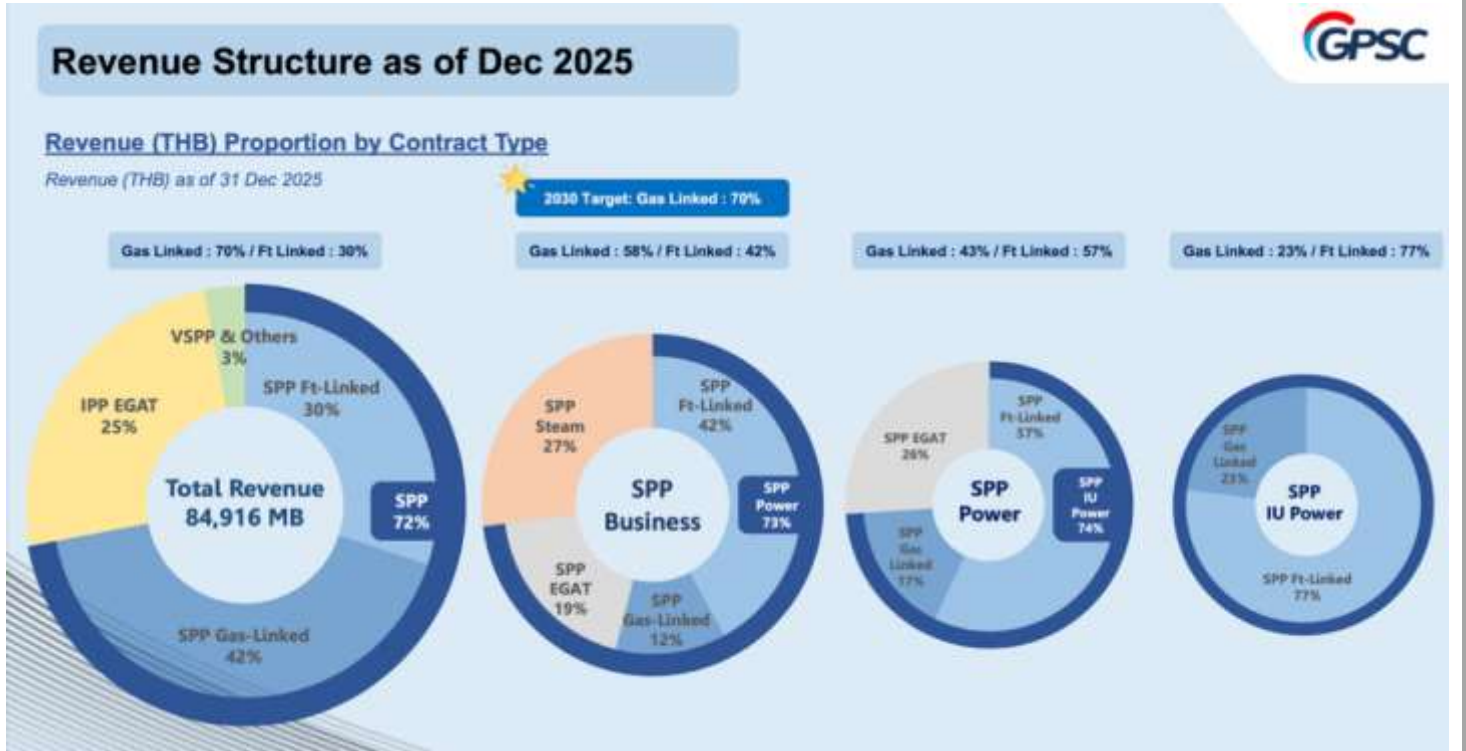 Revenue Structure as of Dec 2025
GPSC
Revenue (THB) Proportion by Contract Type
Revenue (THB) as of 31 Dec 2025
2030 Target: Gas Linked : 70%
Gas Linked : 70% / Ft Linked : 30%
Gas Linked : 58% / Ft Linked : 42%
Gas Linked : 43% / Ft Linked : 57%
Gas Linked : 23% / Ft Linked : 77%
VSPP & Others
3%
SPP Ft-Linked
30%
IPP EGAT
25%
Total Revenue
84,916 MB
SPP
72%
SPP Gas-Linked
42%
SPP
Ft-Linked
42%
SPP
Steam
27%
SPP
Business
SPP
Power
73%
SPP
EGAT
19%
SPP
Gas-Linked
12%
SPP
Ft-Linked
57%
SPP EGAT
26%
SPP
Power
SPP
IU
Power
74%
SPP
Gas
Linked
17%
SPP
Gas
Linked
23%
SPP
IU Power
SPP Ft-Linked
77%